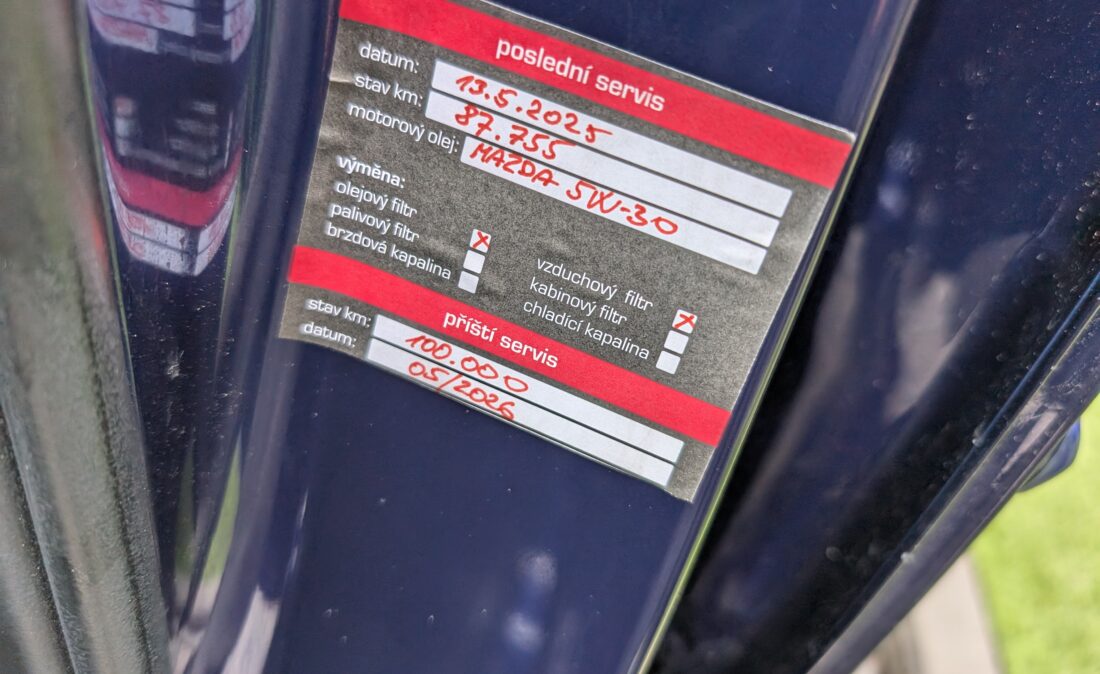 poslední servis
datum: 13.5.2025
stav km: 87.755
motorový olej: MAZDA 5W-30
výměna:
olejový filtr X
palivový filtr
brzdová kapalina
vzduchový filtr X
kabinový filtr
chladící kapalina
příští servis
stav km: 100.000
datum: 05/2026